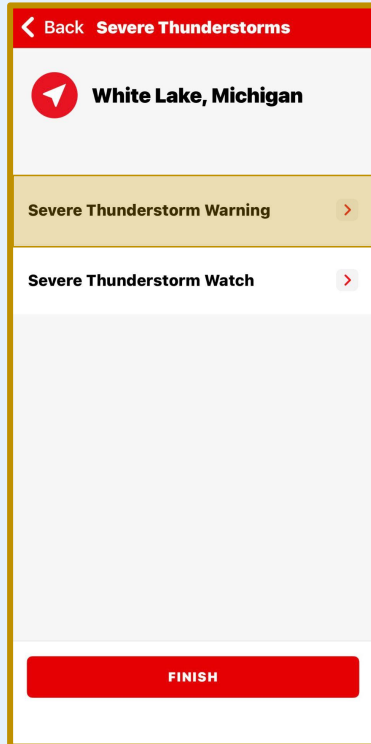 Back Severe Thunderstorms
White Lake, Michigan
Severe Thunderstorm Warning
Severe Thunderstorm Watch
FINISH